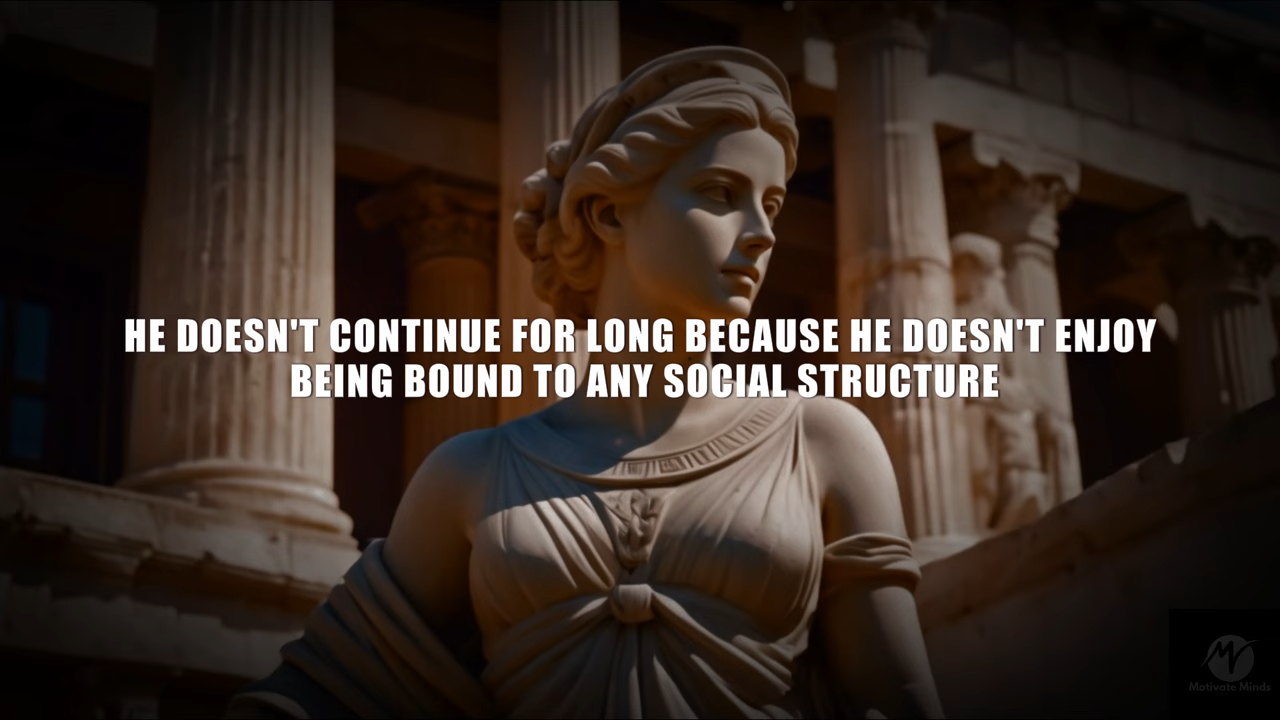 HE DOESN'T CONTINUE FOR LONG BECAUSE HE DOESN'T ENJOY
BEING BOUND TO ANY SOCIAL STRUCTURE
Motivate Minds